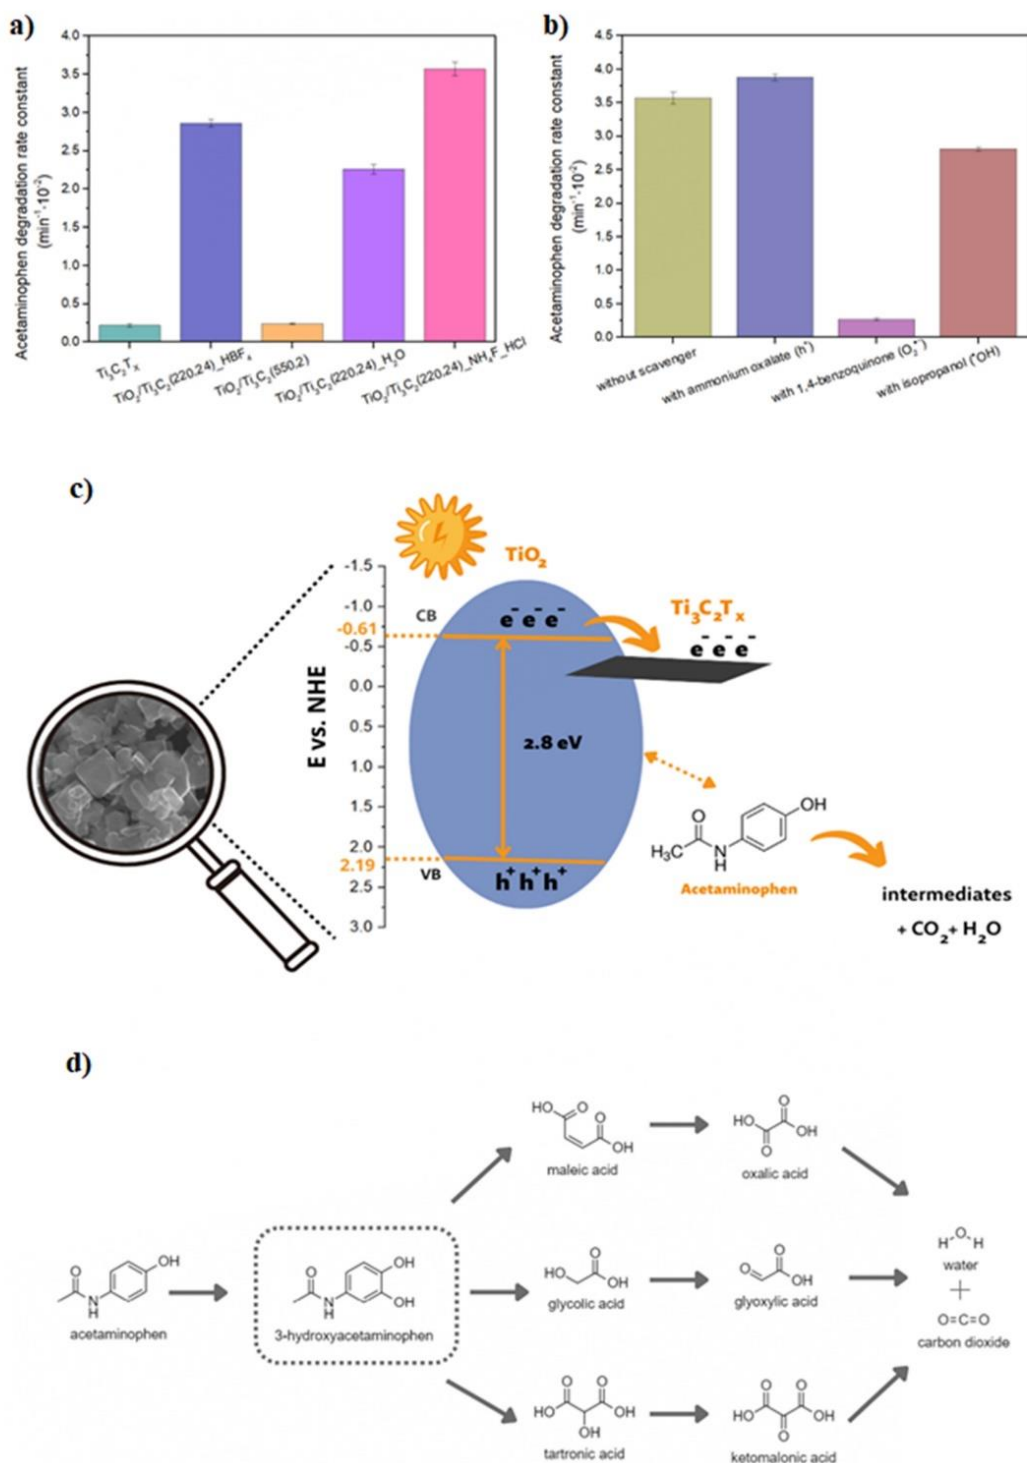 a)
Acetaminophen degradation rate constant
(min⁻¹·10⁻²)
4.0
3.5
3.0
2.5
2.0
1.5
1.0
0.5
0.0
Ti₃C₂Tₓ
TiO₂/Ti₃C₂(220,24)_HBF₄
TiO₂/Ti₃C₂(550,2)
TiO₂/Ti₃C₂(220,24)_H₂O
TiO₂/Ti₃C₂(220,24)_NH₄F_HCl
b)
Acetaminophen degradation rate constant
(min⁻¹·10⁻²)
4.5
4.0
3.5
3.0
2.5
2.0
1.5
1.0
0.5
0.0
without scavenger
with ammonium oxalate (h⁺)
with 1,4-benzoquinone (O₂•⁻)
with isopropanol (•OH)
c)
TiO₂
E vs. NHE
-1.5
-1.0
-0.61
-0.5
0.0
0.5
1.0
1.5
2.0
2.19
2.5
3.0
CB
e⁻ e⁻ e⁻
Ti₃C₂Tₓ
e⁻ e⁻ e⁻
2.8 eV
VB
h⁺ h⁺ h⁺
O
OH
H₃C
N
H
Acetaminophen
intermediates
+ CO₂ + H₂O
d)
O
OH
N
H
acetaminophen
O
OH
OH
N
H
3-hydroxyacetaminophen
HO
O
O
OH
maleic acid
O
HO
OH
O
oxalic acid
O
HO
OH
glycolic acid
O
O
OH
glyoxylic acid
O
O
HO
OH
OH
tartronic acid
O
O
HO
OH
O
ketomalonic acid
H
O
H
water
+
O=C=O
carbon dioxide